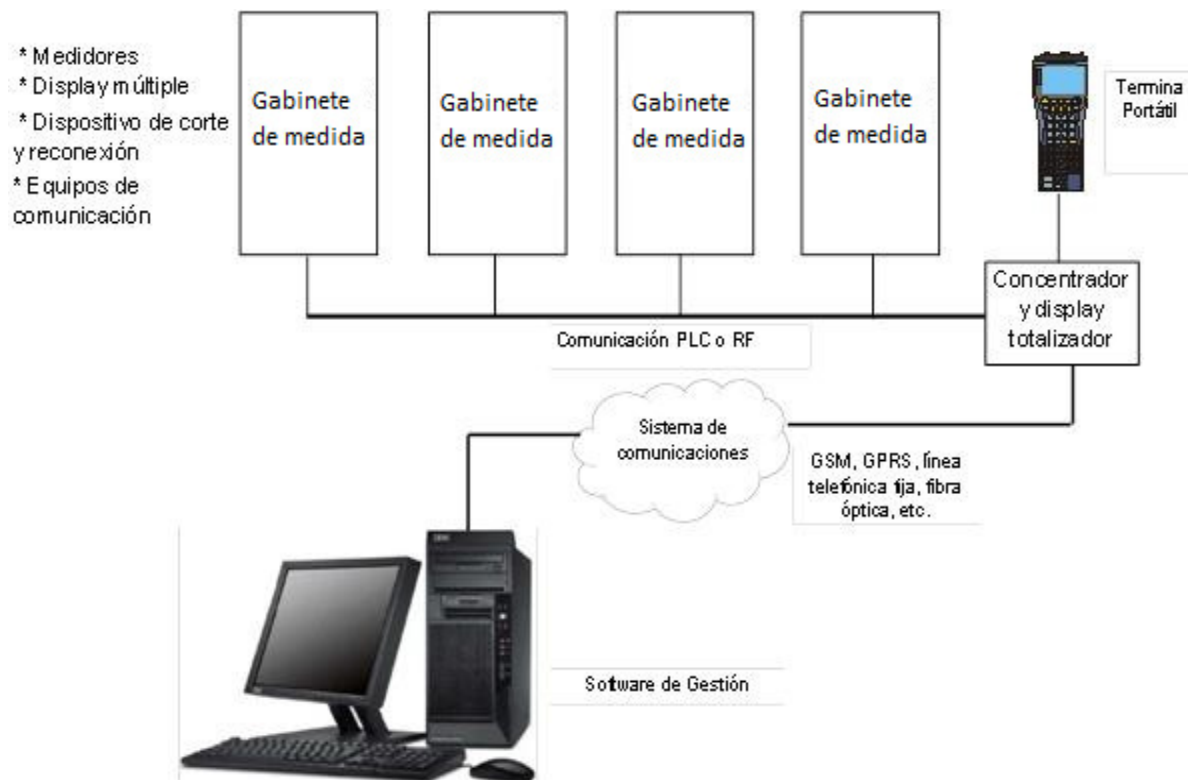 * Medidores
* Display múltiple
* Dispositivo de corte
y reconexión
* Equipos de
comunicación
Gabinete
de medida
Gabinete
de medida
Gabinete
de medida
Gabinete
de medida
Termina
Portátil
Concentrador
y display
totalizador
Comunicación PLC o RF
Sistema de
comunicaciones
GSM, GPRS, línea
telefónica fija, fibra
óptica, etc.
IBM
Software de Gestión